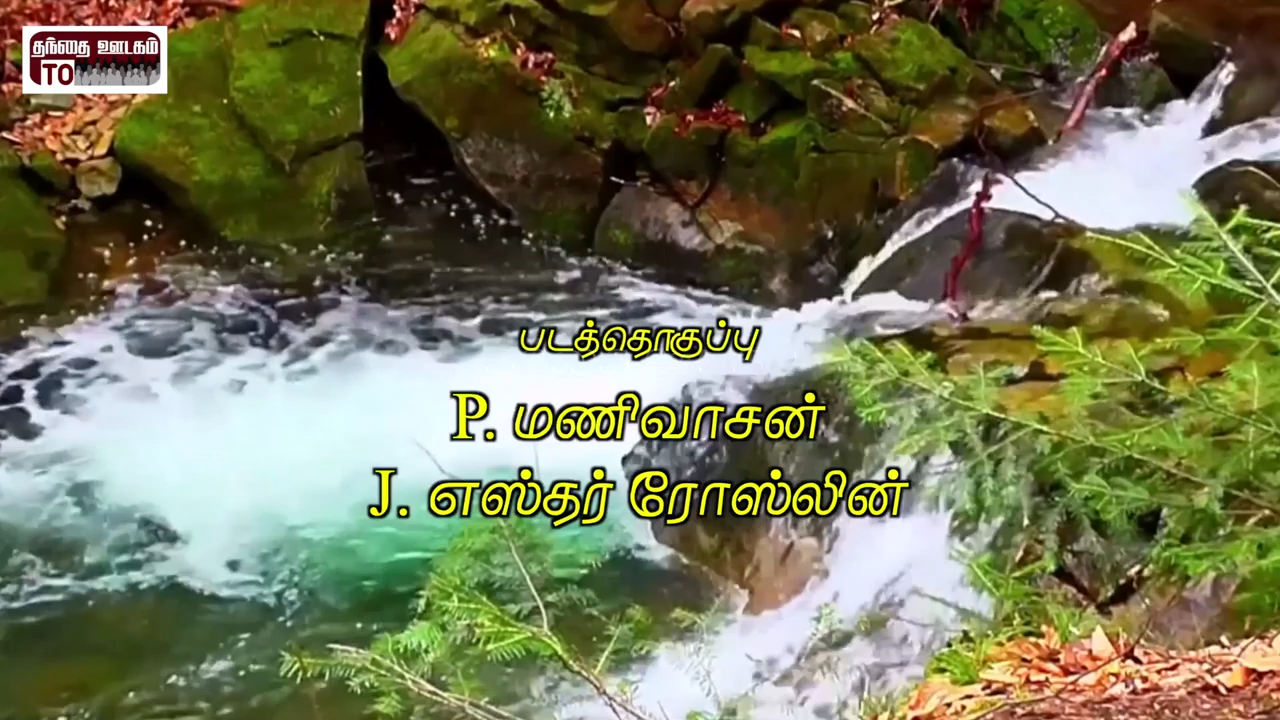 தந்தை ஊடகம்
TO
படத்தொகுப்பு
P. மணிவாசன்
J. எஸ்தர் ரோஸ்லின்